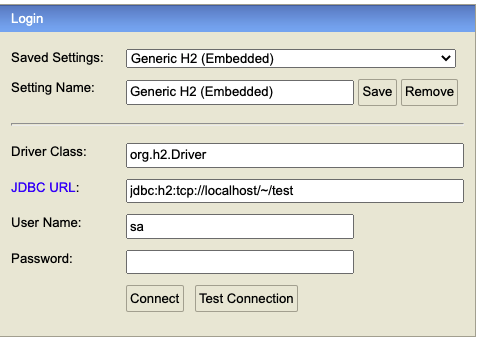 Login
Saved Settings: Generic H2 (Embedded)
Setting Name: Generic H2 (Embedded) Save Remove
Driver Class: org.h2.Driver
JDBC URL: jdbc:h2:tcp://localhost/~/test
User Name: sa
Password:
Connect Test Connection